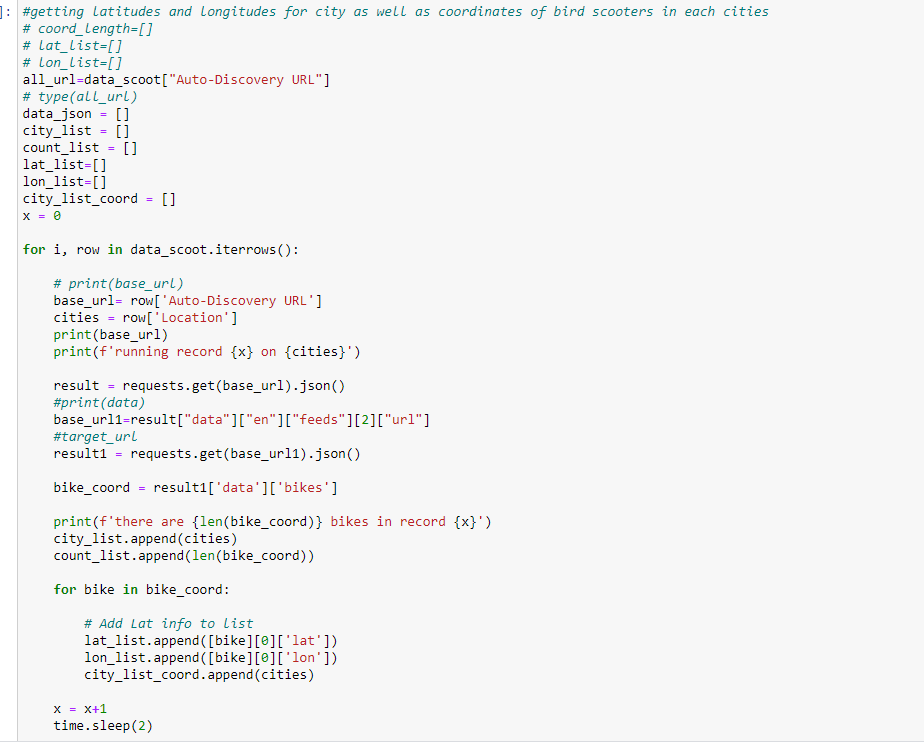 ]: #getting latitudes and longitudes for city as well as coordinates of bird scooters in each cities
# coord_length=[]
# lat_list=[]
# lon_list=[]
all_url=data_scoot["Auto-Discovery URL"]
# type(all_url)
data_json = []
city_list = []
count_list = []
lat_list=[]
lon_list=[]
city_list_coord = []
x = 0

for i, row in data_scoot.iterrows():

    # print(base_url)
    base_url= row['Auto-Discovery URL']
    cities = row['Location']
    print(base_url)
    print(f'running record {x} on {cities}')

    result = requests.get(base_url).json()
    #print(data)
    base_url1=result["data"]["en"]["feeds"][2]["url"]
    #target_url
    result1 = requests.get(base_url1).json()

    bike_coord = result1['data']['bikes']

    print(f'there are {len(bike_coord)} bikes in record {x}')
    city_list.append(cities)
    count_list.append(len(bike_coord))

    for bike in bike_coord:

        # Add Lat info to list
        lat_list.append([bike][0]['lat'])
        lon_list.append([bike][0]['lon'])
        city_list_coord.append(cities)

    x = x+1
    time.sleep(2)